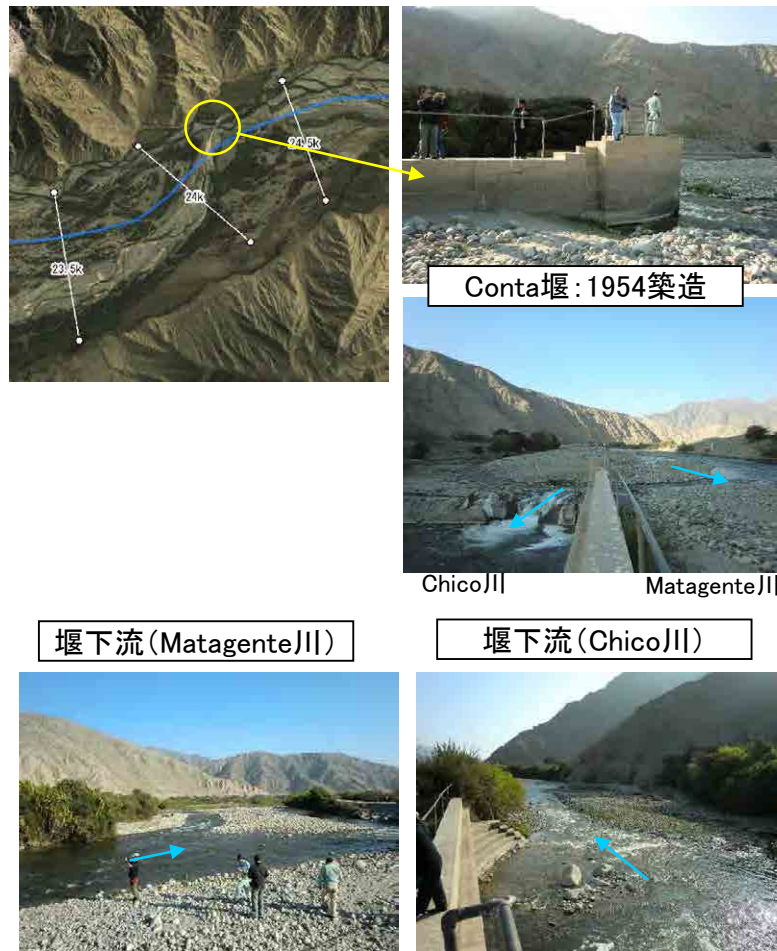 24.5k
24k
23.5k
Conta堰：1954築造
Chico川
Matagente川
堰下流（Matagente川）
堰下流（Chico川）